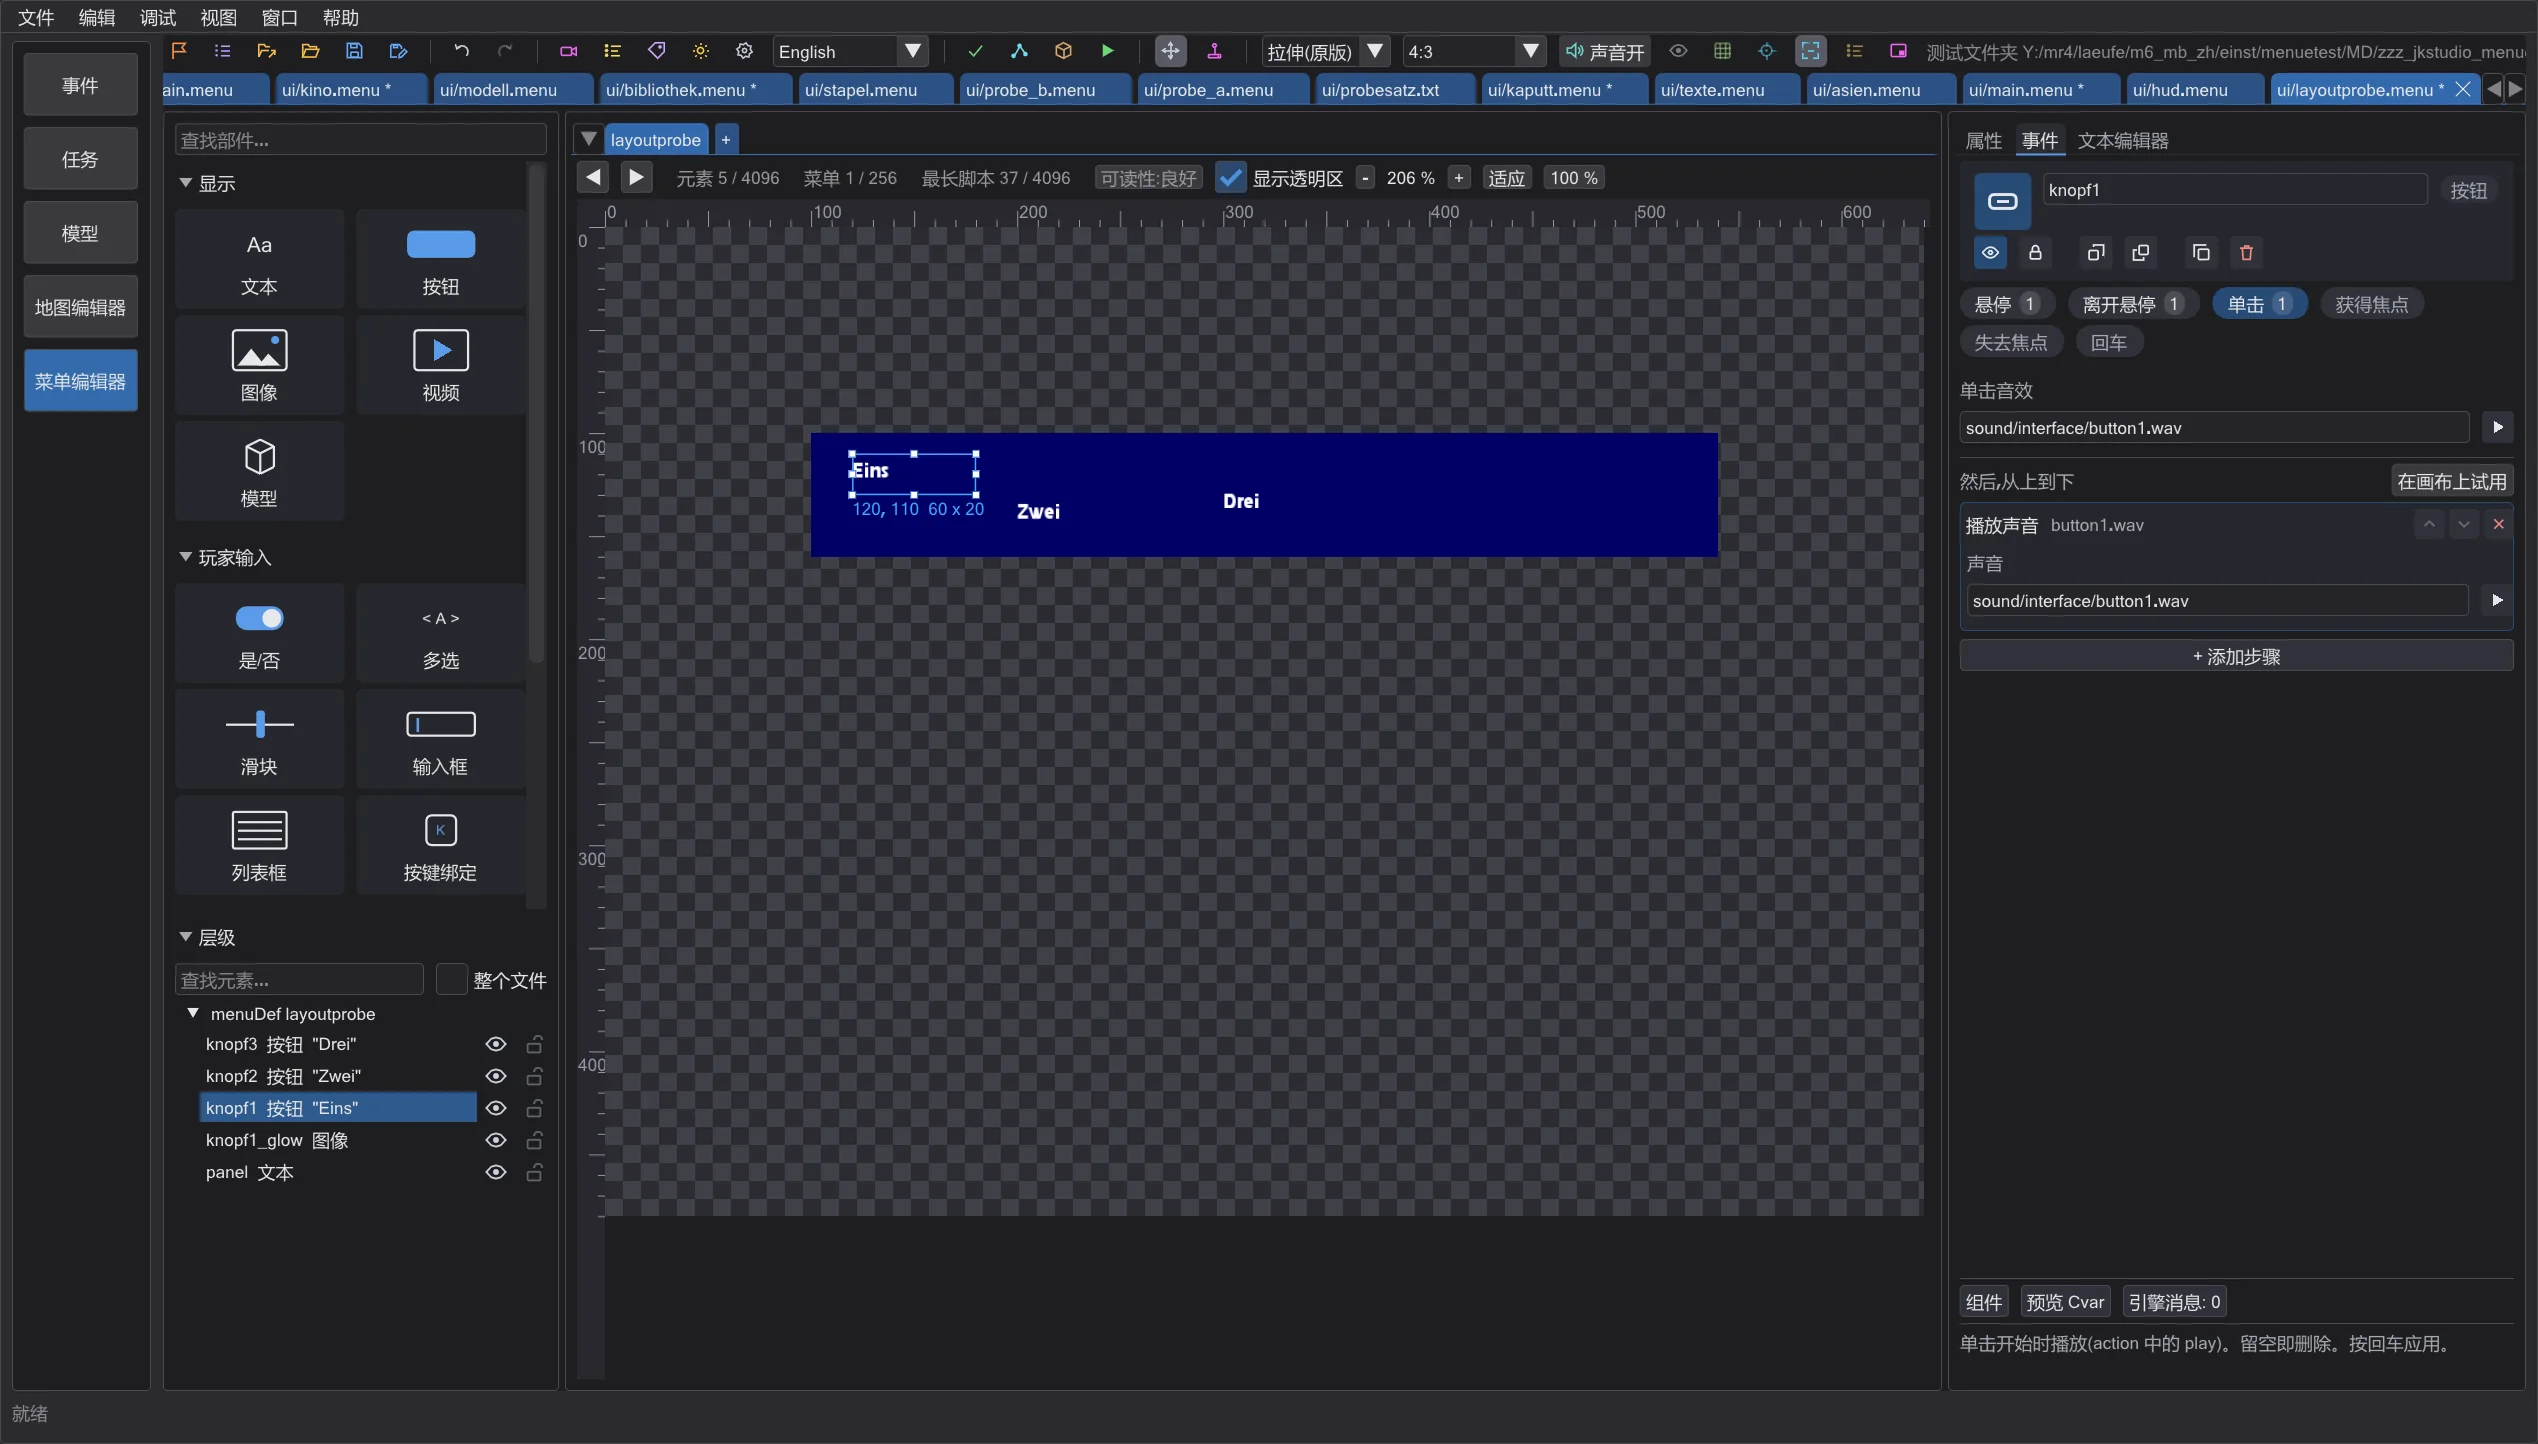 文件 编辑 调试 视图 窗口 帮助
English 拉伸(原版) 4:3 声音开 测试文件夹 Y:/mr4/laeufe/m6_mb_zh/einst/menuetest/MD/zzz_jkstudio_menu
ain.menu ui/kino.menu * ui/modell.menu ui/bibliothek.menu * ui/stapel.menu ui/probe_b.menu ui/probe_a.menu ui/probesatz.txt ui/kaputt.menu * ui/texte.menu ui/asien.menu ui/main.menu * ui/hud.menu ui/layoutprobe.menu *
事件
任务
模型
地图编辑器
菜单编辑器
查找部件...
显示
Aa
文本 按钮
图像 视频
模型
玩家输入
< A >
是/否 多选
滑块 输入框
K
列表框 按键绑定
层级
查找元素... 整个文件
menuDef layoutprobe
knopf3 按钮 "Drei"
knopf2 按钮 "Zwei"
knopf1 按钮 "Eins"
knopf1_glow 图像
panel 文本
layoutprobe +
元素 5 / 4096 菜单 1 / 256 最长脚本 37 / 4096 可读性:良好 显示透明区 - 206 % + 适应 100 %
0 100 200 300 400 500 600
0
100
200
300
400
Eins
120, 110 60 x 20
Zwei
Drei
属性 事件 文本编辑器
knopf1 按钮
悬停 1 离开悬停 1 单击 1 获得焦点
失去焦点 回车
单击音效
sound/interface/button1.wav
然后,从上到下 在画布上试用
播放声音 button1.wav
声音
sound/interface/button1.wav
+ 添加步骤
组件 预览 Cvar 引擎消息: 0
单击开始时播放(action 中的 play)。留空即删除。按回车应用。
就绪